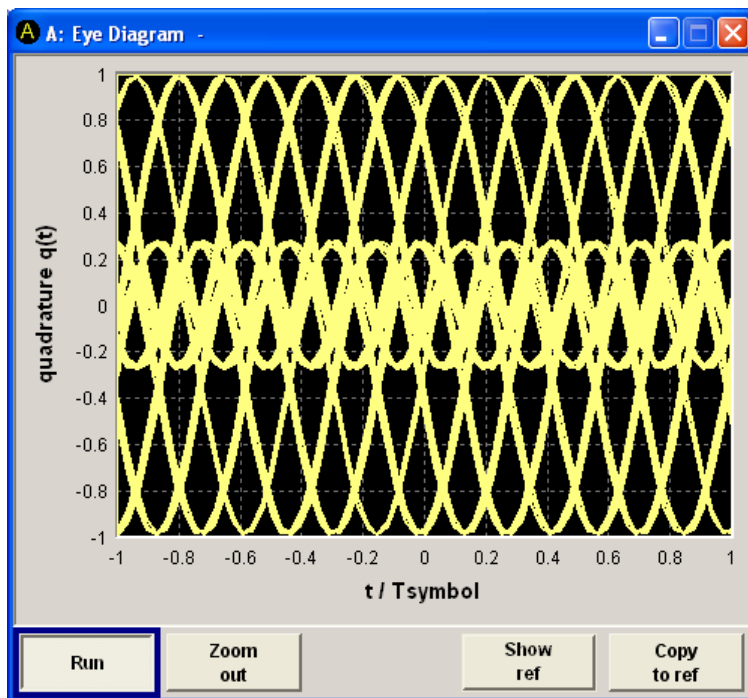 A A: Eye Diagram -
quadrature q(t)
1
0.8
0.6
0.4
0.2
0
-0.2
-0.4
-0.6
-0.8
-1
-1 -0.8 -0.6 -0.4 -0.2 0 0.2 0.4 0.6 0.8 1
t / Tsymbol
Run
Zoom
out
Show
ref
Copy
to ref